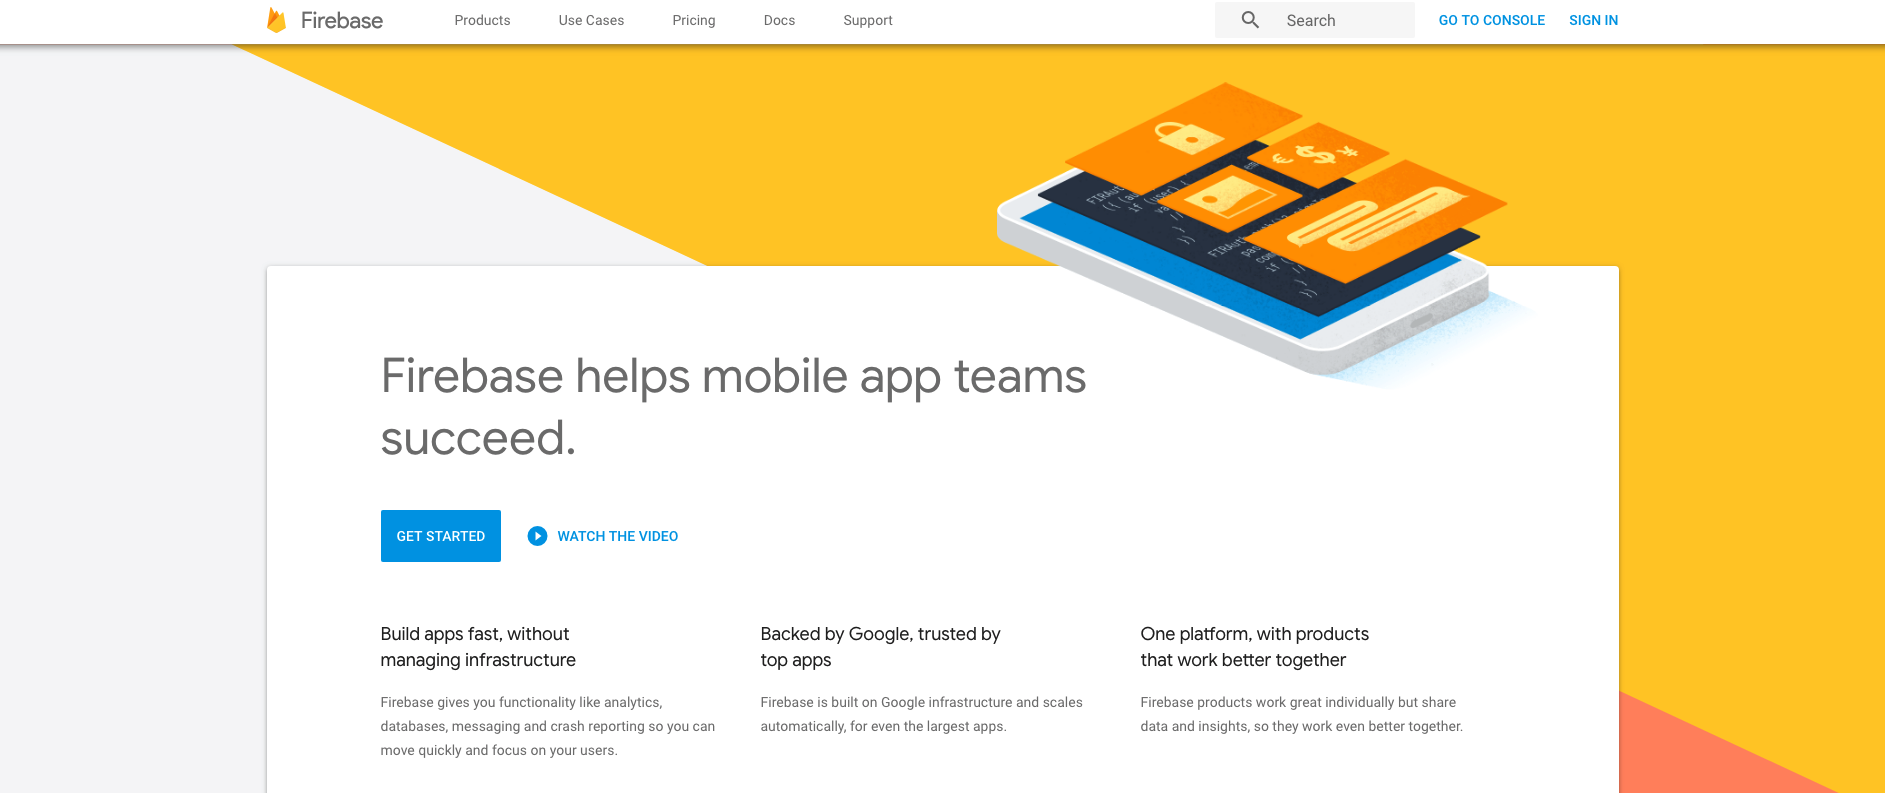 Firebase
Products
Use Cases
Pricing
Docs
Support
Search
GO TO CONSOLE
SIGN IN
Firebase helps mobile app teams
succeed.
GET STARTED
WATCH THE VIDEO
Build apps fast, without
managing infrastructure
Firebase gives you functionality like analytics,
databases, messaging and crash reporting so you can
move quickly and focus on your users.
Backed by Google, trusted by
top apps
Firebase is built on Google infrastructure and scales
automatically, for even the largest apps.
One platform, with products
that work better together
Firebase products work great individually but share
data and insights, so they work even better together.